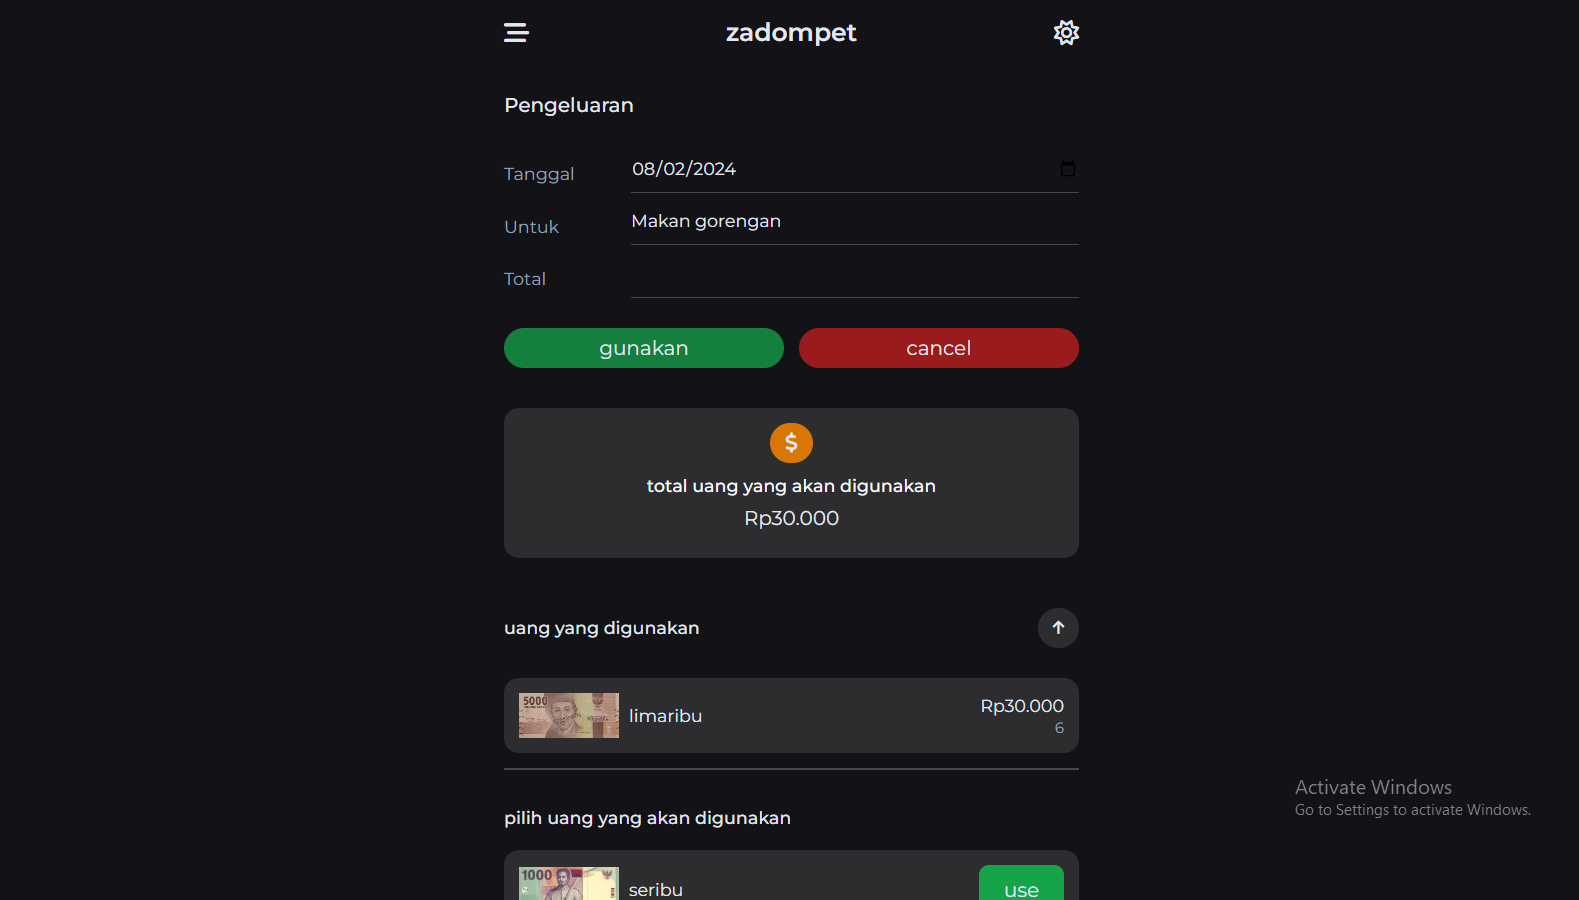 zadompet
Pengeluaran
Tanggal
08/02/2024
Untuk
Makan gorengan
Total
gunakan
cancel
$
total uang yang akan digunakan
Rp30.000
uang yang digunakan
5000
limaribu
Rp30.000
6
pilih uang yang akan digunakan
1000
seribu
use
Activate Windows
Go to Settings to activate Windows.